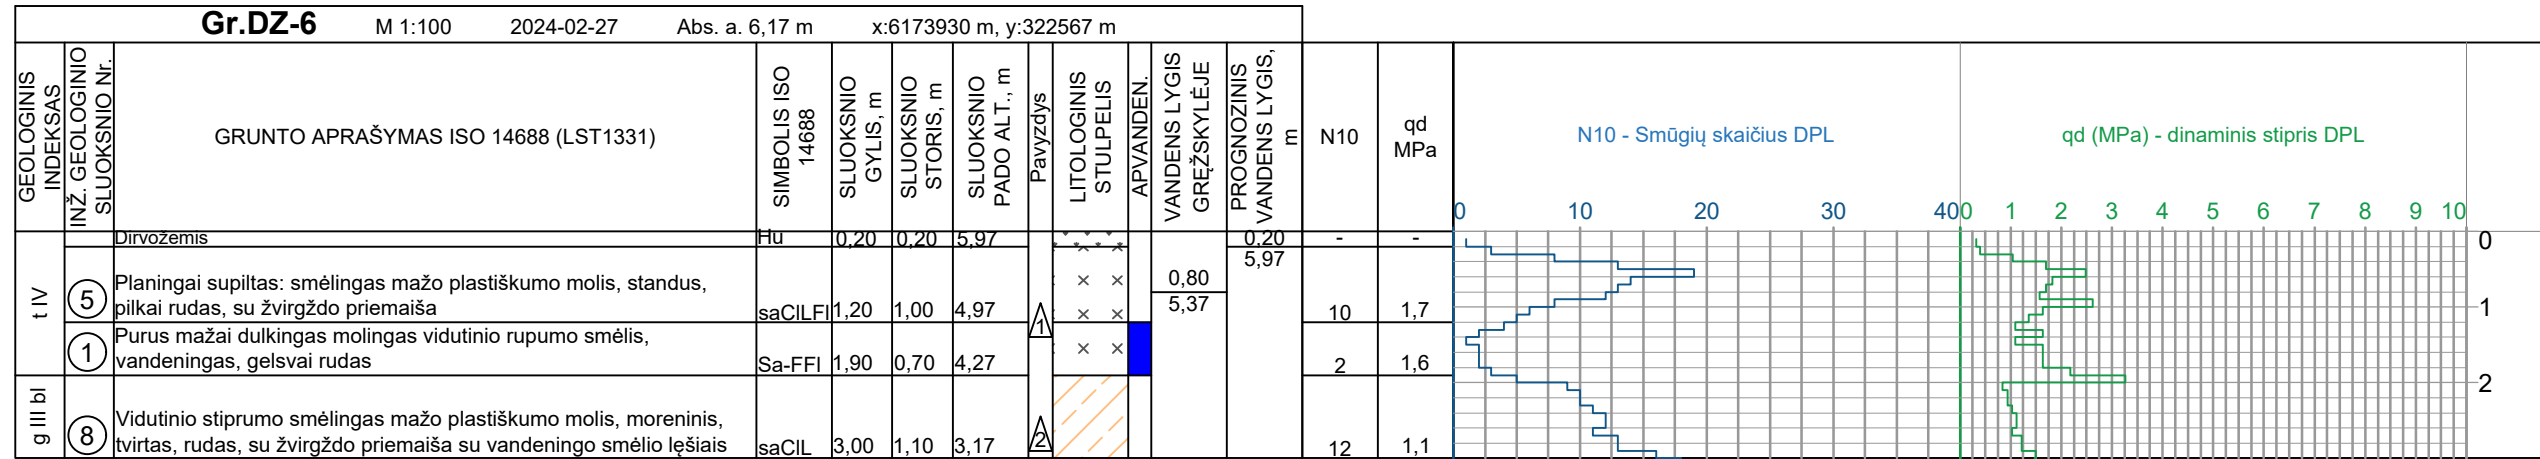 Gr.DZ-6 M 1:100 2024-02-27 Abs. a. 6,17 m x:6173930 m, y:322567 m
GEOLOGINIS
INDEKSAS
INŽ. GEOLOGINIO
SLUOKSNIO Nr.
GRUNTO APRAŠYMAS ISO 14688 (LST1331)
SIMBOLIS ISO
14688
SLUOKSNIO
GYLIS, m
SLUOKSNIO
STORIS, m
SLUOKSNIO
PADO ALT., m
Pavyzdys
LITOLOGINIS
STULPELIS
APVANDEN.
VANDENS LYGIS
GRĘŽSKYLĖJE
PROGNOZINIS
VANDENS LYGIS,
m
N10
qd
MPa
N10 - Smūgių skaičius DPL
qd (MPa) - dinaminis stipris DPL
0 10 20 30 40
0 1 2 3 4 5 6 7 8 9 10
t IV
Dirvožemis Hu 0,20 0,20 5,97 0,20 - - 0
5,97
5
Planingai supiltas: smėlingas mažo plastiškumo molis, standus, 0,80
pilkai rudas, su žvirgždo priemaiša saClLFl 1,20 1,00 4,97 5,37 10 1,7 1
1
1
Purus mažai dulkingas molingas vidutinio rupumo smėlis,
vandeningas, gelsvai rudas Sa-FFl 1,90 0,70 4,27 2 1,6
2
g III bl
8
Vidutinio stiprumo smėlingas mažo plastiškumo molis, moreninis,
tvirtas, rudas, su žvirgždo priemaiša su vandeningo smėlio lęšiais saClL 3,00 1,10 3,17 2 12 1,1